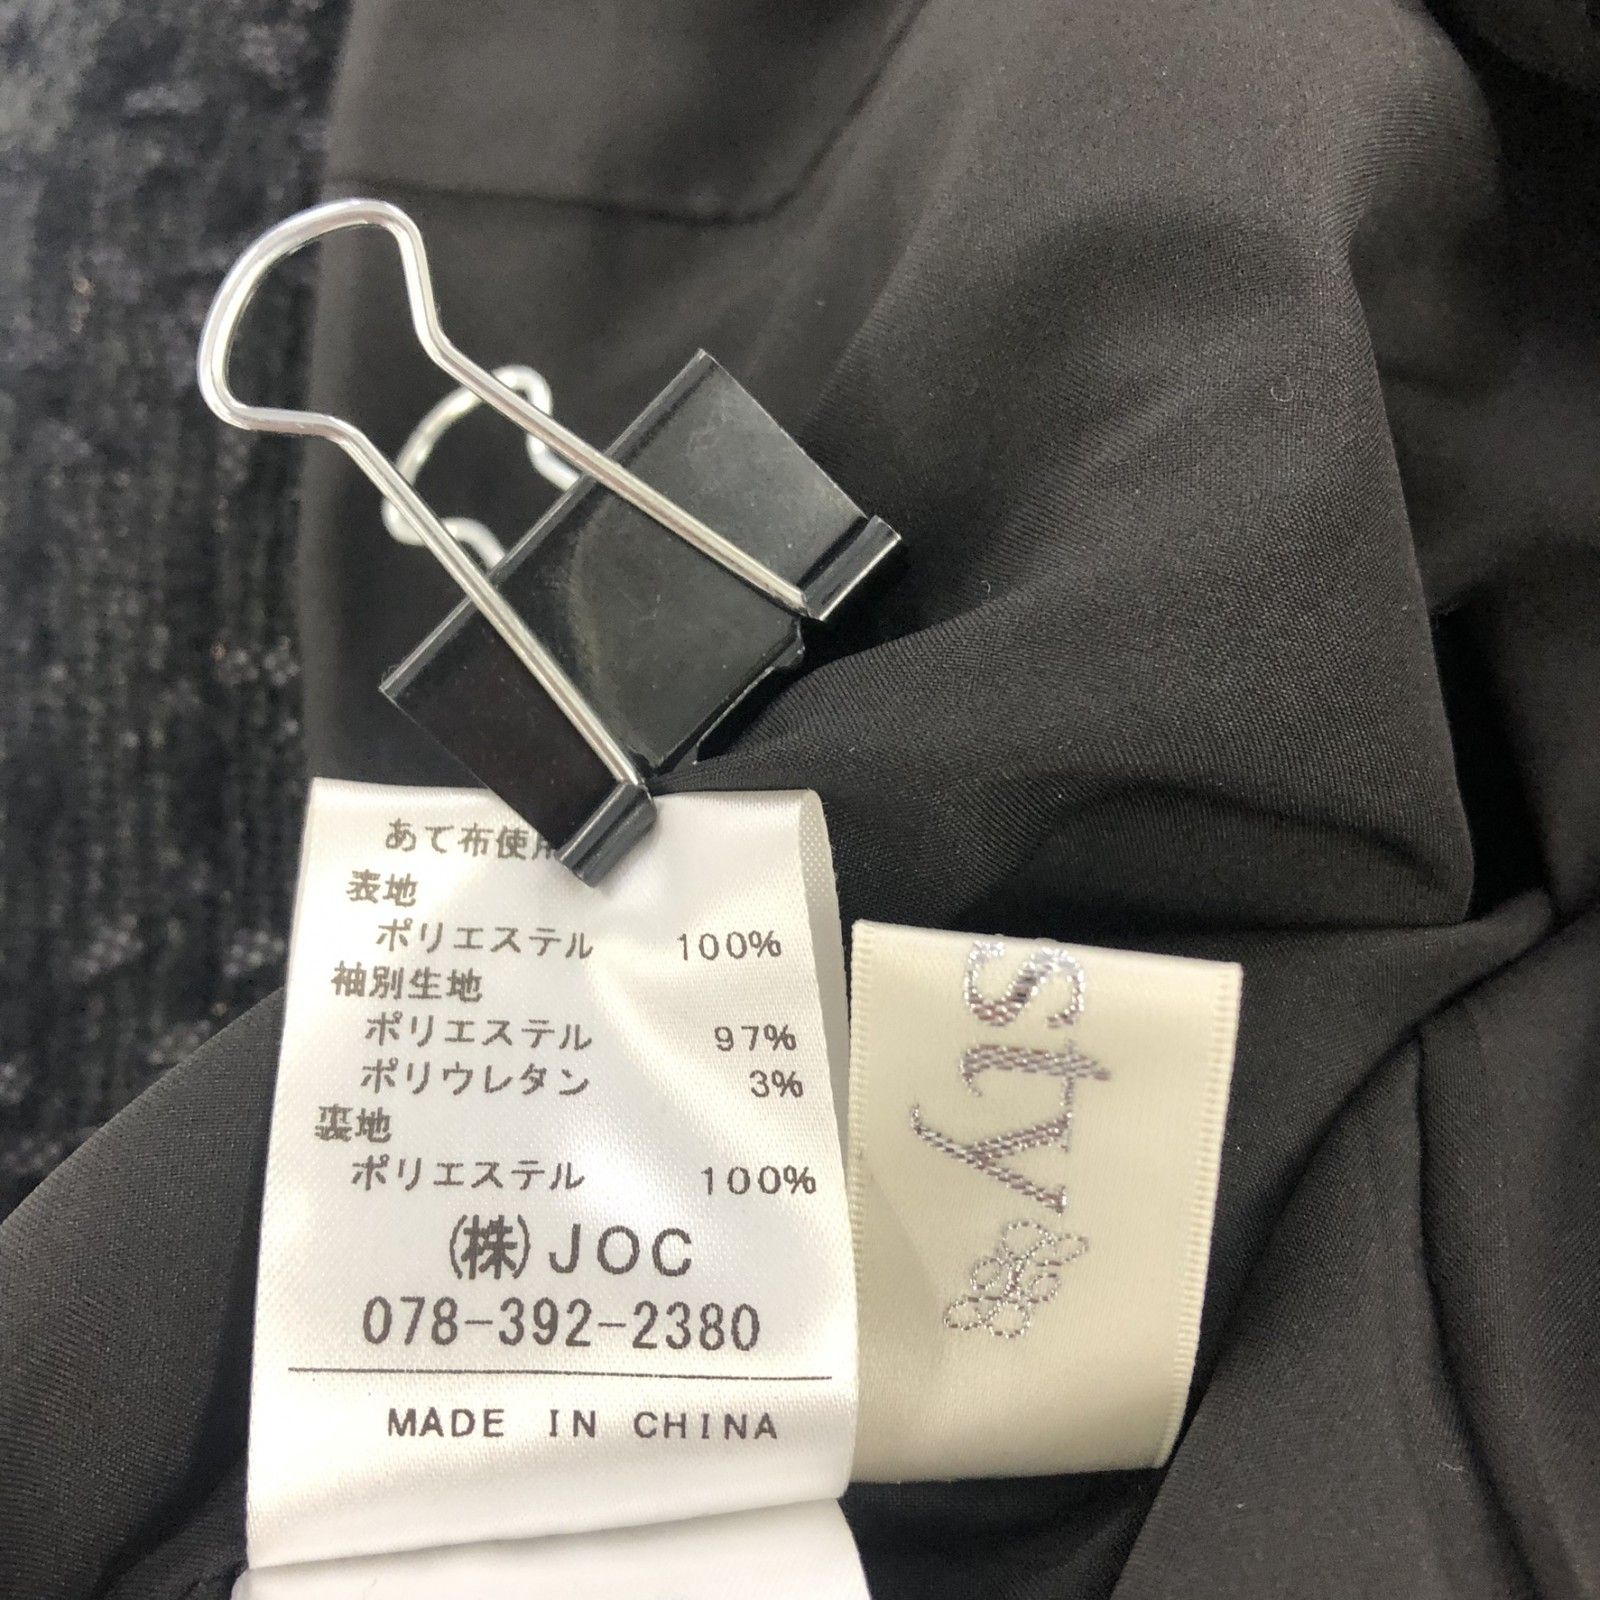 あて布使用
表地
ポリエステル 100%
袖別生地
ポリエステル 97%
ポリウレタン 3%
裏地
ポリエステル 100%
(株)JOC
078-392-2380
MADE IN CHINA
sty